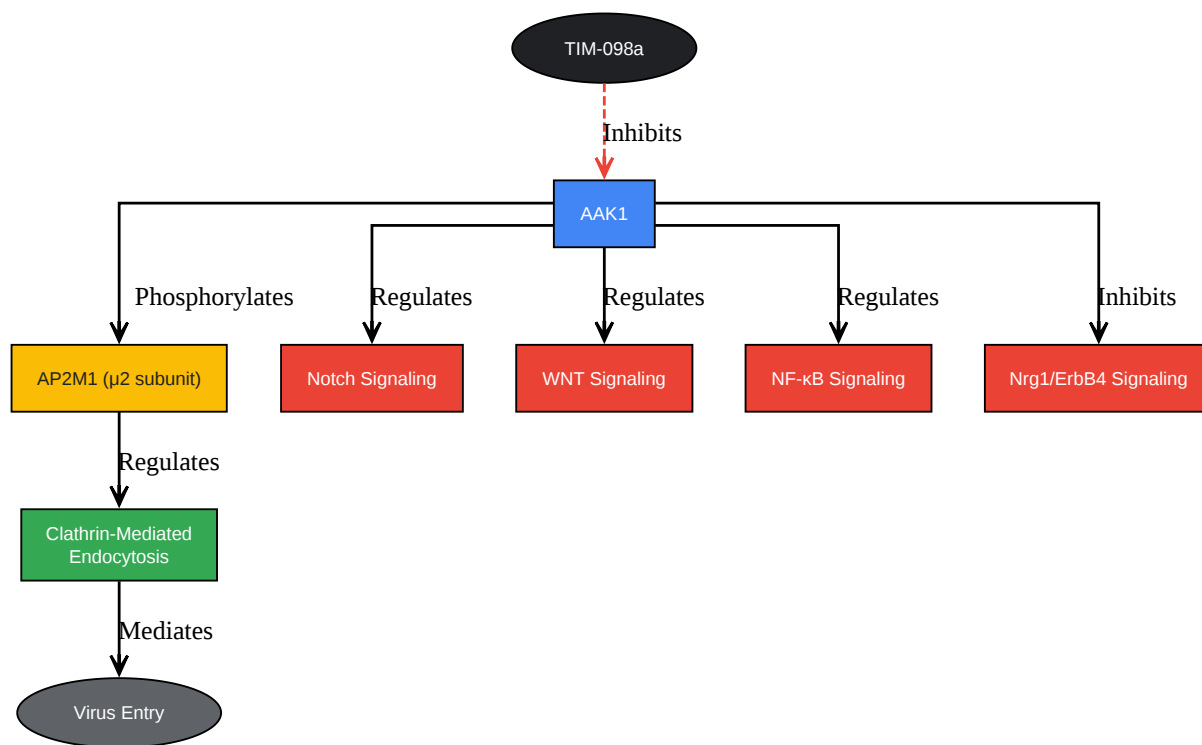 TIM-098a
Inhibits
AAK1
Phosphorylates
Regulates
Regulates
Regulates
Inhibits
AP2M1 (μ2 subunit)
Notch Signaling
WNT Signaling
NF-κB Signaling
Nrg1/ErbB4 Signaling
Regulates
Clathrin-Mediated
Endocytosis
Mediates
Virus Entry